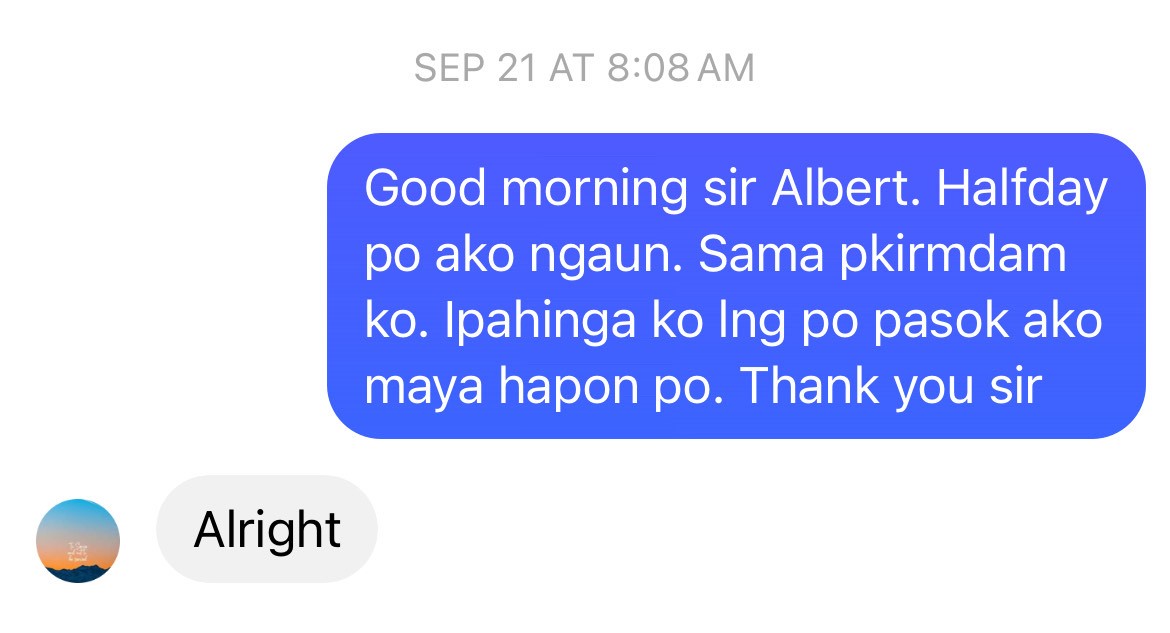 SEP 21 AT 8:08 AM
Good morning sir Albert. Halfday
po ako ngaun. Sama pkirmdam
ko. Ipahinga ko lng po pasok ako
maya hapon po. Thank you sir
Alright